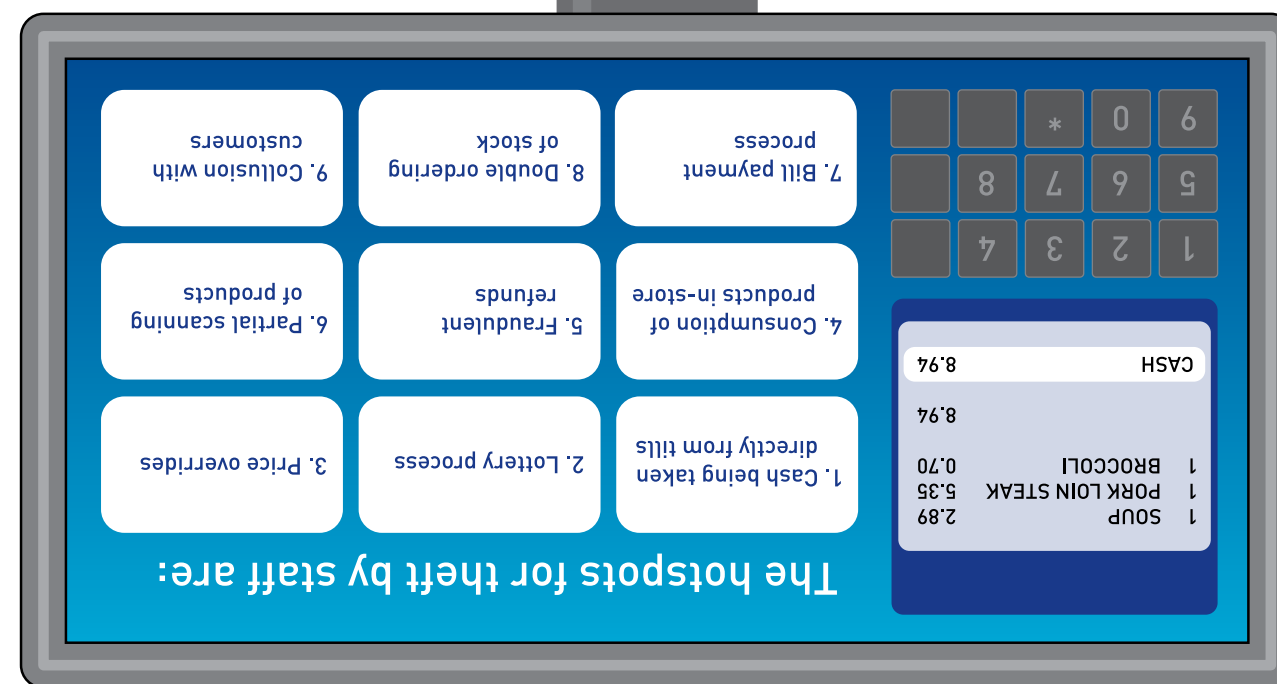 1 SOUP 2.89
1 PORK LOIN STEAK 5.35
1 BROCCOLI 0.70
8.94
CASH 8.94
1 2 3 4
5 6 7 8
9 0 *
The hotspots for theft by staff are:
1. Cash being taken
directly from tills
2. Lottery process
3. Price overrides
4. Consumption of
products in-store
5. Fraudulent
refunds
6. Partial scanning
of products
7. Bill payment
process
8. Double ordering
of stock
9. Collusion with
customers